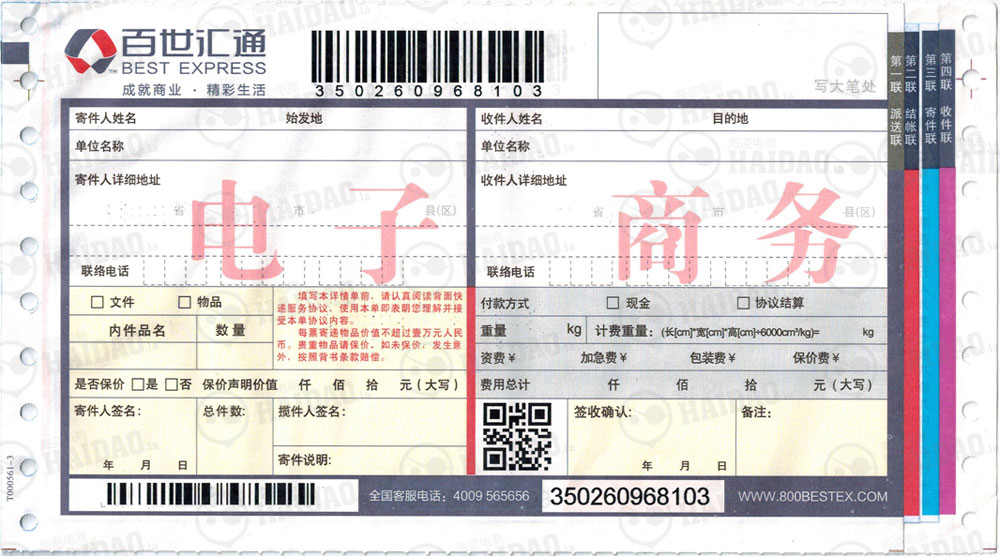 百世汇通
BEST EXPRESS
TM
成就商业·精彩生活
350260968103
写大笔处
第一联 派送联
第二联 结帐联
第三联 寄件联
第四联 收件联
寄件人姓名 始发地
单位名称
寄件人详细地址
省 市 县(区)
联络电话
收件人姓名 目的地
单位名称
收件人详细地址
省 市 县(区)
联络电话
电子商务
□ 文件 □ 物品
内件品名 数量
填写本详情单前，请认真阅读背面快
递服务协议，使用本单即表明您理解并接
受本单协议内容。
每票寄递物品价值不超过壹万元人民
币。贵重物品请保价，如未保价，发生意
外，按照背书条款赔偿。
是否保价 □是 □否 保价声明价值 仟 佰 拾 元（大写）
寄件人签名： 总件数： 揽件人签名：
年 月 日
寄件说明：
付款方式 □ 现金 □ 协议结算
重量 kg 计费重量：(长[cm]*宽[cm]*高[cm]÷6000cm³/kg)= kg
资费￥ 加急费￥ 包装费￥ 保价费￥
费用总计 仟 佰 拾 元（大写）
签收确认： 备注：
年 月 日
T000561-3
全国客服电话：4009 565656
350260968103
WWW.800BESTEX.COM
海盗电商
HAIDAO.la